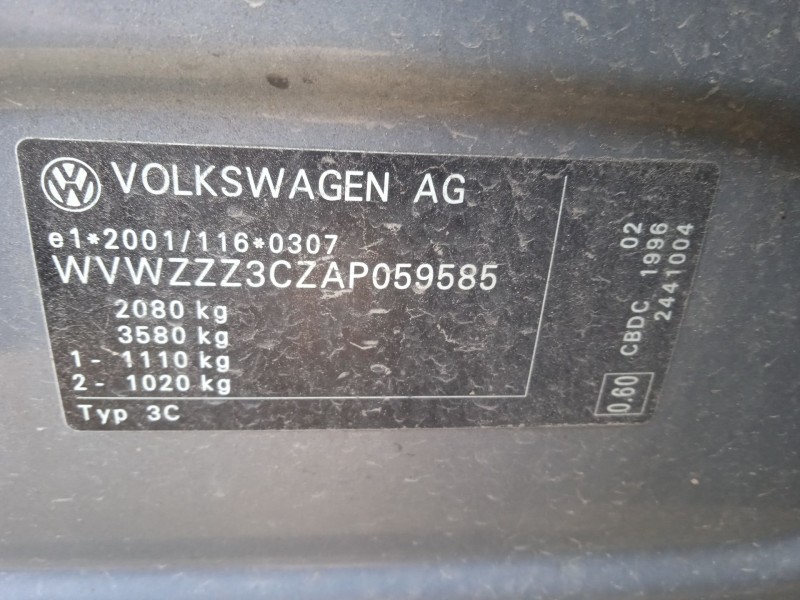 VOLKSWAGEN AG
e1*2001/116*0307
WVWZZZ3CZAP059585
2080 kg
3580 kg
1 - 1110 kg
2 - 1020 kg
Typ 3C
02
CBDC 1996
2441004
0.60